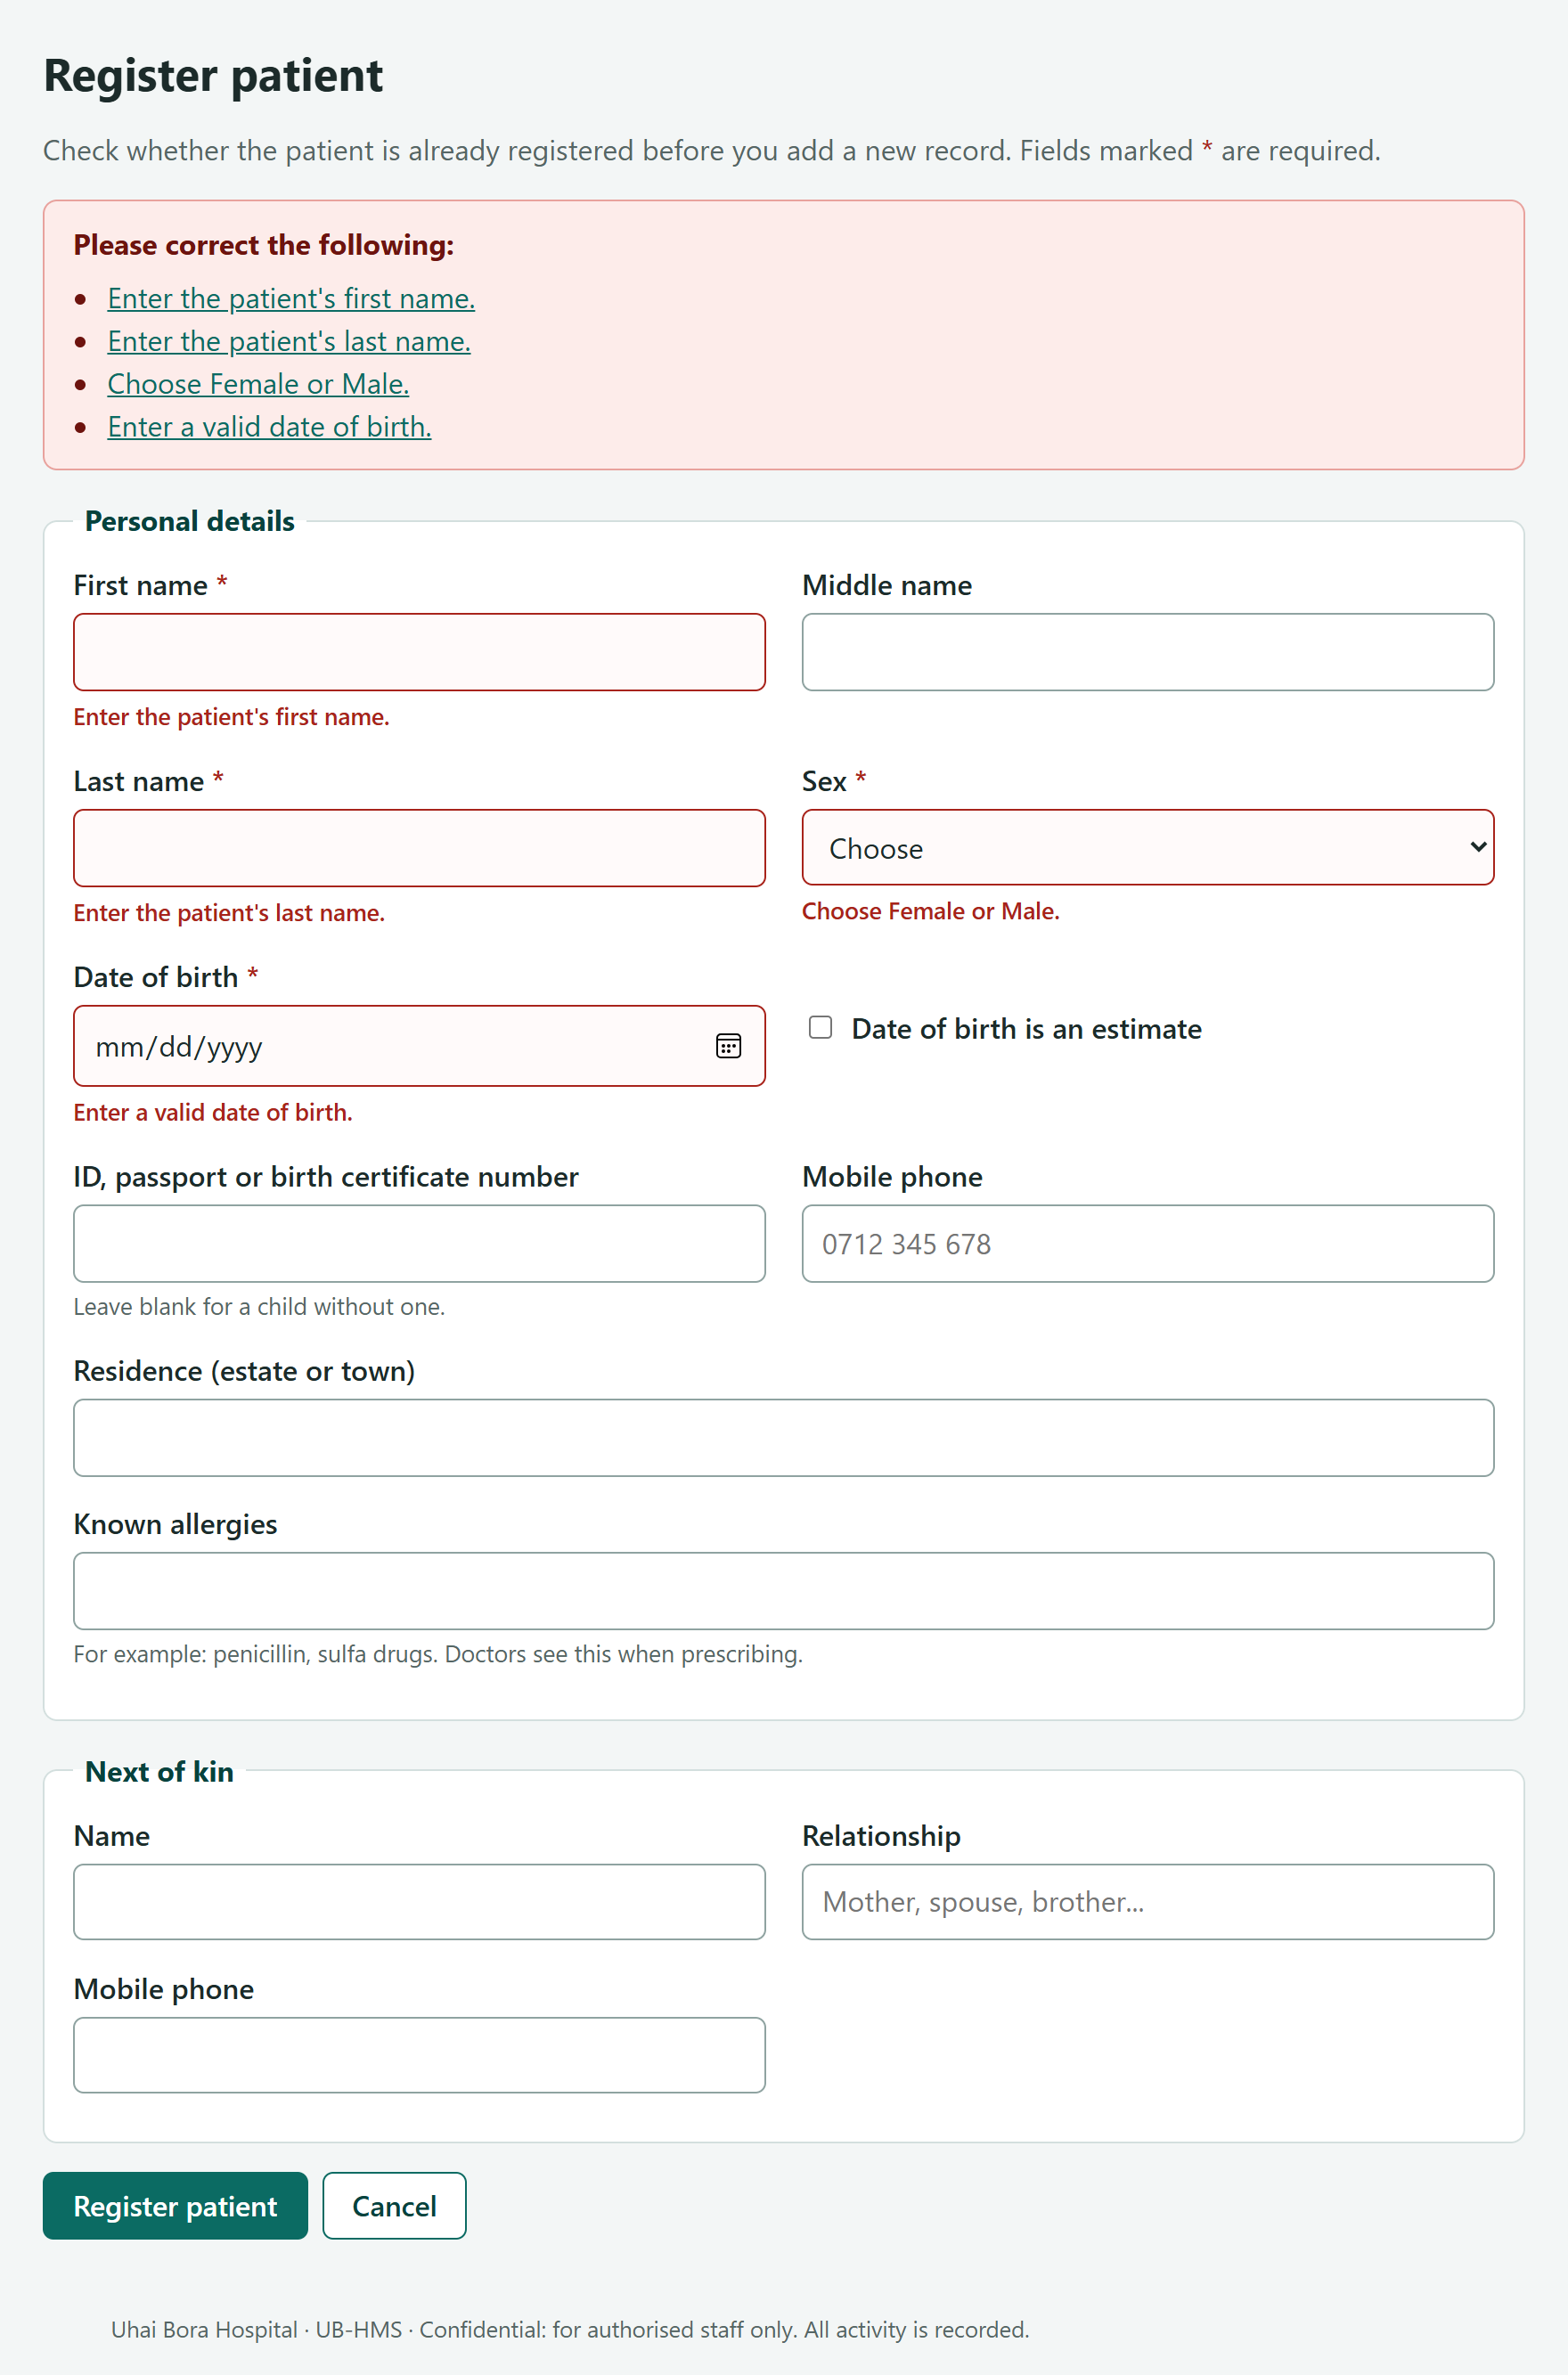 Register patient
Check whether the patient is already registered before you add a new record. Fields marked * are required.
Please correct the following:
Enter the patient's first name.
Enter the patient's last name.
Choose Female or Male.
Enter a valid date of birth.
Personal details
First name *
Middle name
Enter the patient's first name.
Last name *
Sex *
Choose
Enter the patient's last name.
Choose Female or Male.
Date of birth *
mm/dd/yyyy
Date of birth is an estimate
Enter a valid date of birth.
ID, passport or birth certificate number
Mobile phone
0712 345 678
Leave blank for a child without one.
Residence (estate or town)
Known allergies
For example: penicillin, sulfa drugs. Doctors see this when prescribing.
Next of kin
Name
Relationship
Mother, spouse, brother...
Mobile phone
Register patient
Cancel
Uhai Bora Hospital · UB-HMS · Confidential: for authorised staff only. All activity is recorded.